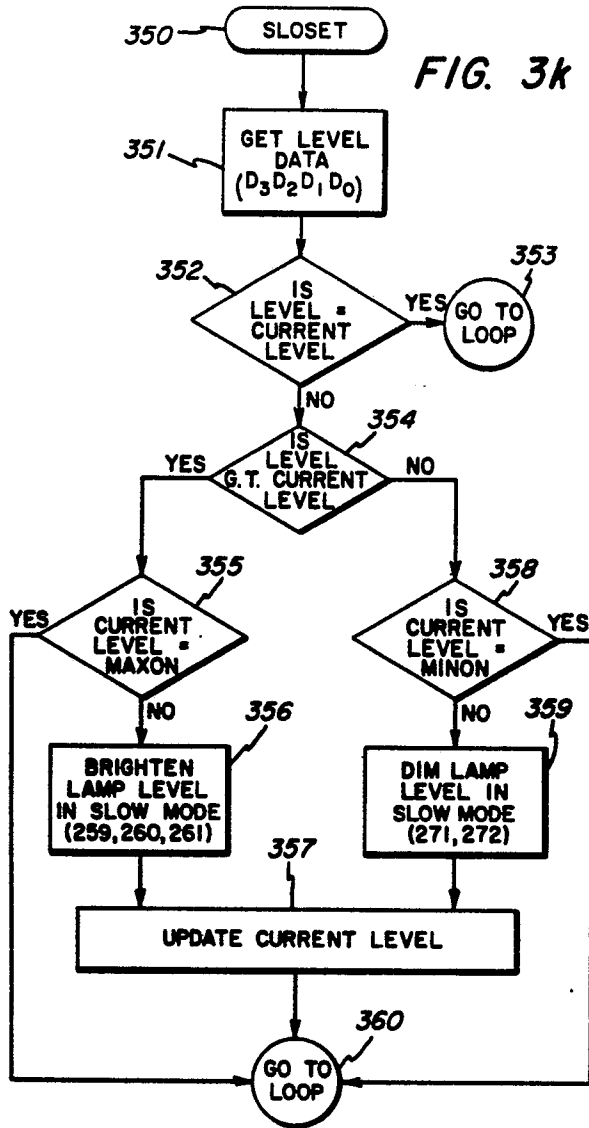 350
SLOSET
FIG. 3k
351
GET LEVEL
DATA
(D3D2D1D0)
352
IS
LEVEL =
CURRENT
LEVEL
YES
353
GO TO
LOOP
NO
354
IS
LEVEL
G.T. CURRENT
LEVEL
YES
NO
355
IS
CURRENT
LEVEL =
MAXON
YES
NO
358
IS
CURRENT
LEVEL =
MINON
YES
NO
356
BRIGHTEN
LAMP LEVEL
IN SLOW MODE
(259,260,261)
359
DIM LAMP
LEVEL IN
SLOW MODE
(271,272)
357
UPDATE CURRENT LEVEL
360
GO TO
LOOP